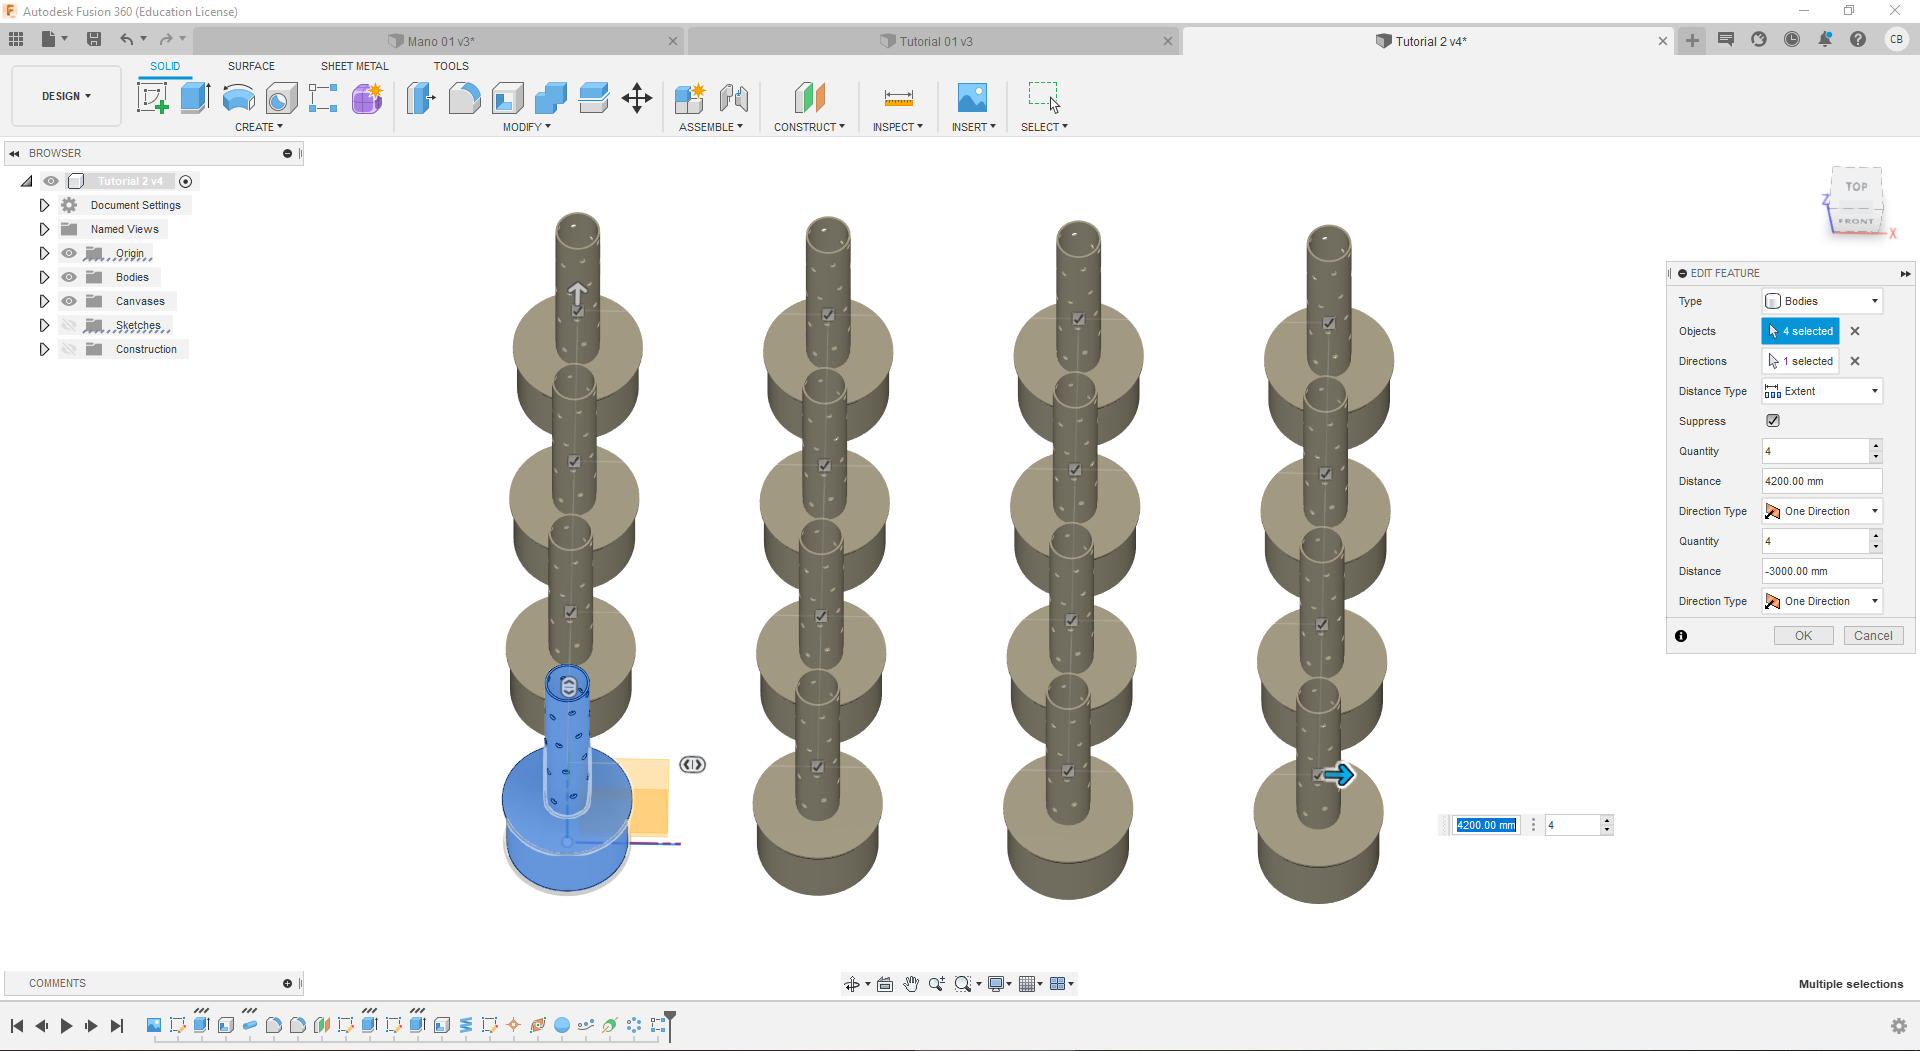 Autodesk Fusion 360 (Education License)
Mano 01 v3*
Tutorial 01 v3
Tutorial 2 v4*
CB
DESIGN
SOLID
SURFACE
SHEET METAL
TOOLS
CREATE
MODIFY
ASSEMBLE
CONSTRUCT
INSPECT
INSERT
SELECT
BROWSER
Tutorial 2 v4
Document Settings
Named Views
Origin
Bodies
Canvases
Sketches
Construction
TOP
FRONT
Z
X
EDIT FEATURE
Type Bodies
Objects 4 selected
Directions 1 selected
Distance Type Extent
Suppress
Quantity 4
Distance 4200.00 mm
Direction Type One Direction
Quantity 4
Distance -3000.00 mm
Direction Type One Direction
OK Cancel
4200.00 mm 4
COMMENTS
Multiple selections